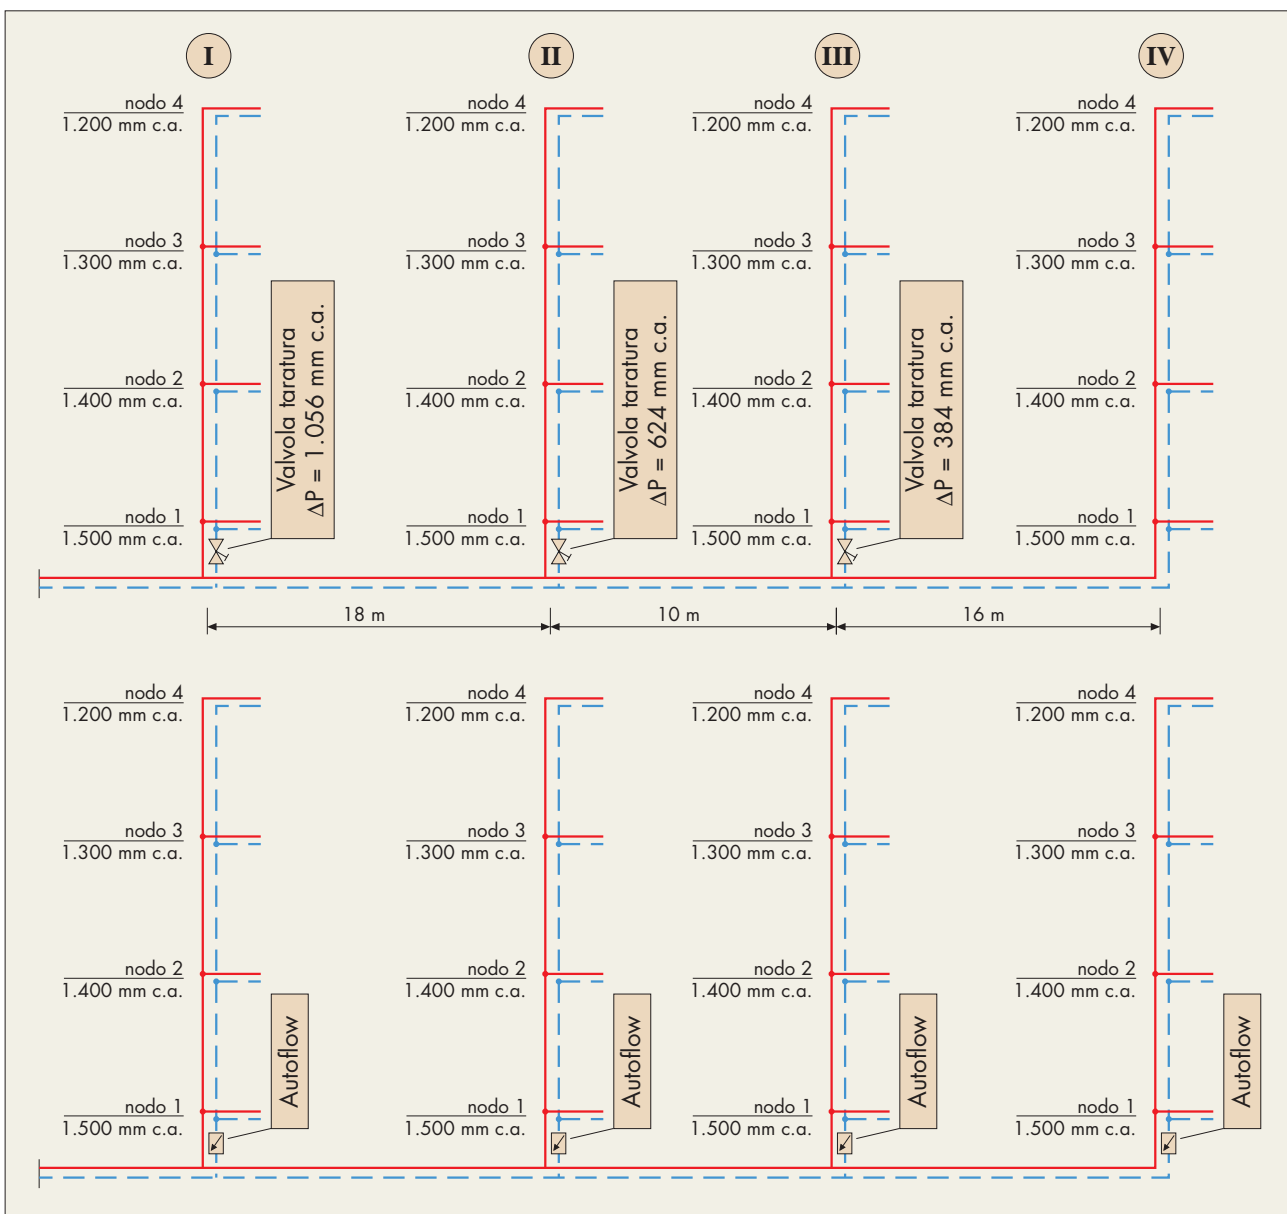 I II III IV
nodo 4 nodo 4 nodo 4 nodo 4
1.200 mm c.a. 1.200 mm c.a. 1.200 mm c.a. 1.200 mm c.a.
nodo 3 nodo 3 nodo 3 nodo 3
1.300 mm c.a. 1.300 mm c.a. 1.300 mm c.a. 1.300 mm c.a.
Valvola taratura
ΔP = 1.056 mm c.a.
Valvola taratura
ΔP = 624 mm c.a.
Valvola taratura
ΔP = 384 mm c.a.
nodo 2 nodo 2 nodo 2 nodo 2
1.400 mm c.a. 1.400 mm c.a. 1.400 mm c.a. 1.400 mm c.a.
nodo 1 nodo 1 nodo 1 nodo 1
1.500 mm c.a. 1.500 mm c.a. 1.500 mm c.a. 1.500 mm c.a.
18 m 10 m 16 m
nodo 4 nodo 4 nodo 4 nodo 4
1.200 mm c.a. 1.200 mm c.a. 1.200 mm c.a. 1.200 mm c.a.
nodo 3 nodo 3 nodo 3 nodo 3
1.300 mm c.a. 1.300 mm c.a. 1.300 mm c.a. 1.300 mm c.a.
nodo 2 nodo 2 nodo 2 nodo 2
1.400 mm c.a. 1.400 mm c.a. 1.400 mm c.a. 1.400 mm c.a.
Autoflow Autoflow Autoflow Autoflow
nodo 1 nodo 1 nodo 1 nodo 1
1.500 mm c.a. 1.500 mm c.a. 1.500 mm c.a. 1.500 mm c.a.